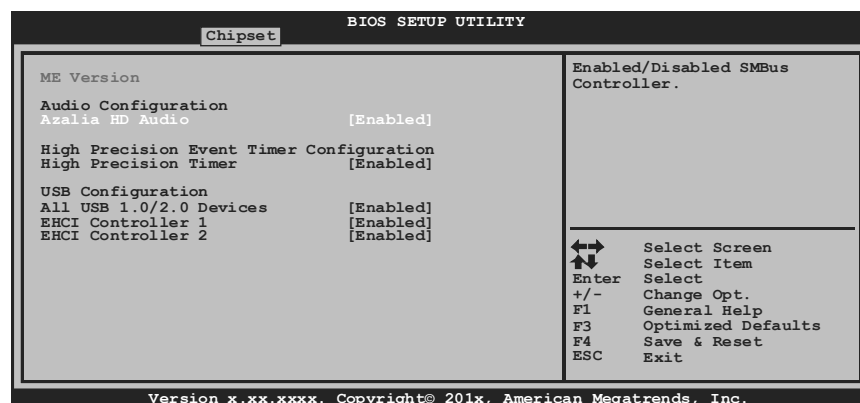 BIOS SETUP UTILITY
Chipset
ME Version
Audio Configuration
Azalia HD Audio [Enabled]
High Precision Event Timer Configuration
High Precision Timer [Enabled]
USB Configuration
All USB 1.0/2.0 Devices [Enabled]
EHCI Controller 1 [Enabled]
EHCI Controller 2 [Enabled]
Enabled/Disabled SMBus
Controller.
Select Screen
Select Item
Enter Select
+/- Change Opt.
F1 General Help
F3 Optimized Defaults
F4 Save & Reset
ESC Exit
Version x.xx.xxxx. Copyright© 201x, American Megatrends, Inc.